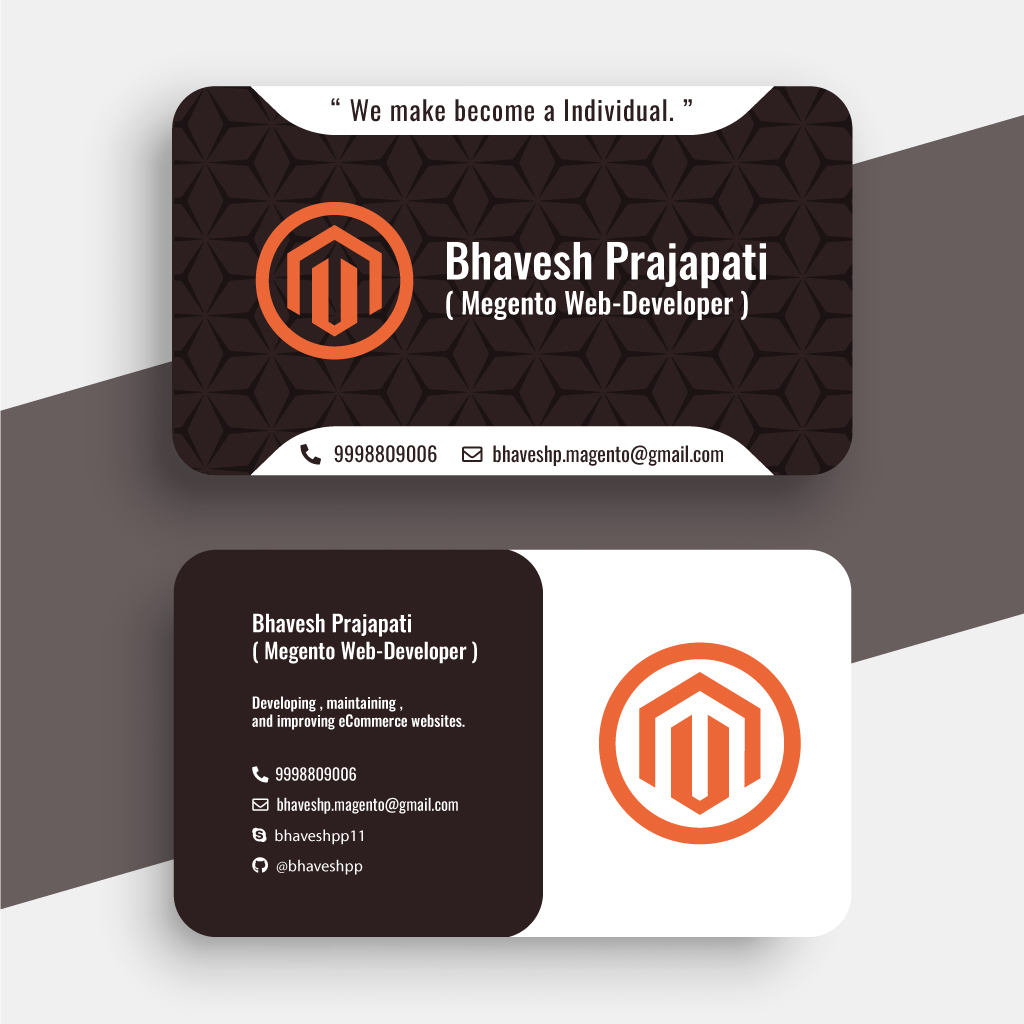 “ We make become a Individual. ”
Bhavesh Prajapati
( Megento Web-Developer )
9998809006 bhaveshp.magento@gmail.com
Bhavesh Prajapati
( Megento Web-Developer )
Developing , maintaining ,
and improving eCommerce websites.
9998809006
bhaveshp.magento@gmail.com
bhaveshpp11
@bhaveshpp